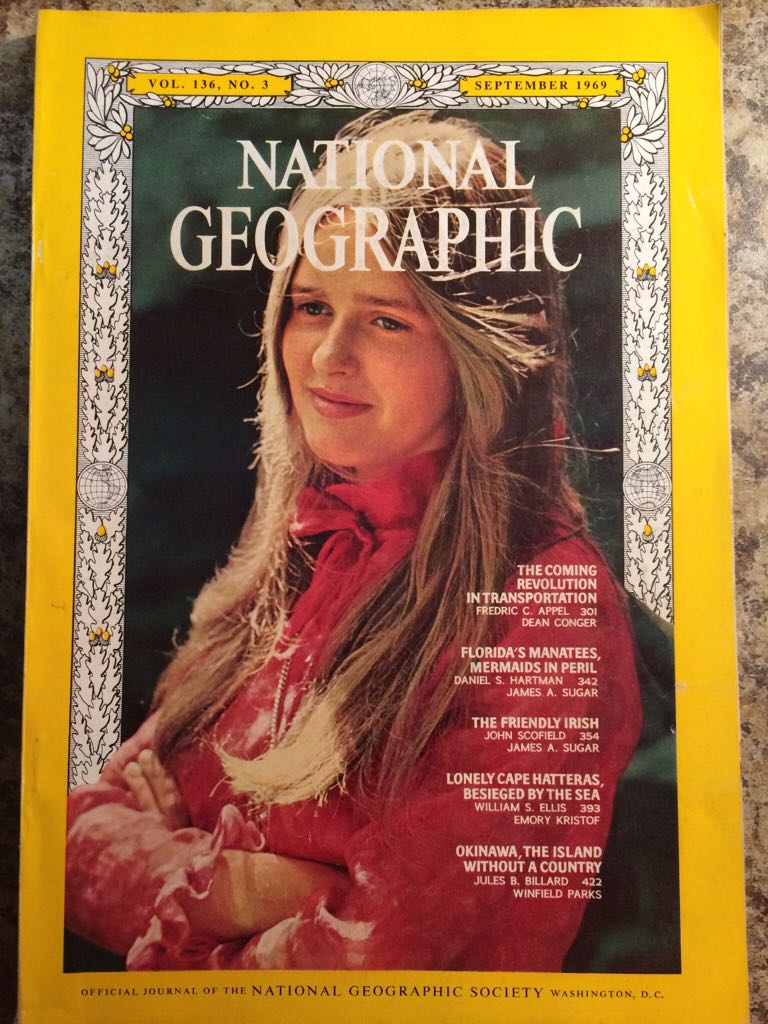 VOL. 136, NO. 3
SEPTEMBER 1969
NATIONAL
GEOGRAPHIC
THE COMING
REVOLUTION
IN TRANSPORTATION
FREDRIC C. APPEL 301
DEAN CONGER
FLORIDA'S MANATEES,
MERMAIDS IN PERIL
DANIEL S. HARTMAN 342
JAMES A. SUGAR
THE FRIENDLY IRISH
JOHN SCOFIELD 354
JAMES A. SUGAR
LONELY CAPE HATTERAS,
BESIEGED BY THE SEA
WILLIAM S. ELLIS 393
EMORY KRISTOF
OKINAWA, THE ISLAND
WITHOUT A COUNTRY
JULES B. BILLARD 422
WINFIELD PARKS
OFFICIAL JOURNAL OF THE NATIONAL GEOGRAPHIC SOCIETY WASHINGTON, D.C.